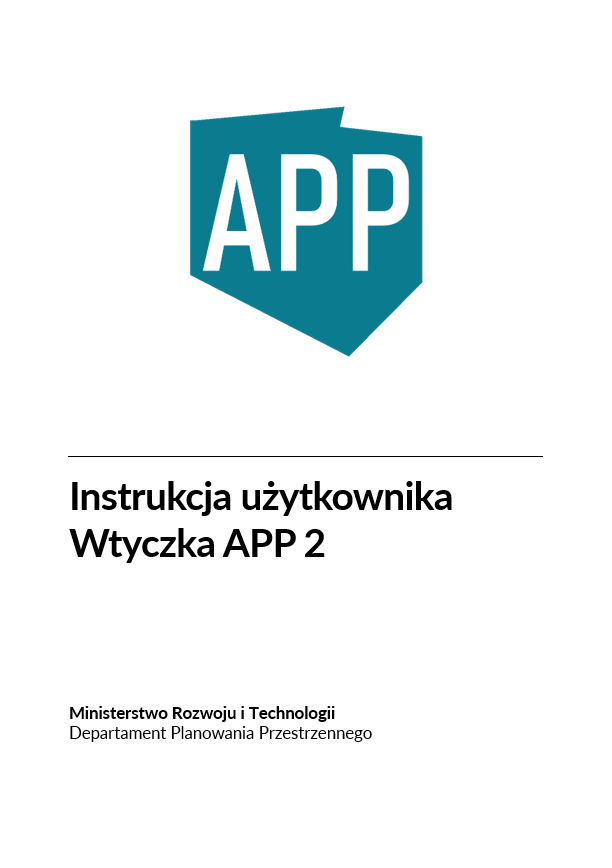 APP
Instrukcja użytkownika
Wtyczka APP 2
Ministerstwo Rozwoju i Technologii
Departament Planowania Przestrzennego